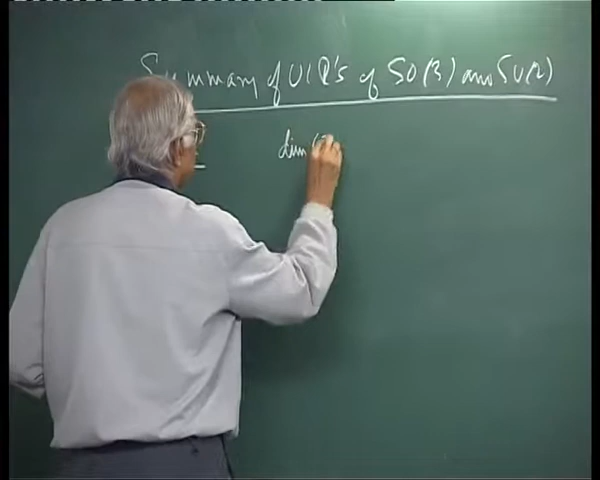 Summary of UIR's of SO(3) and SU(2)
dim (